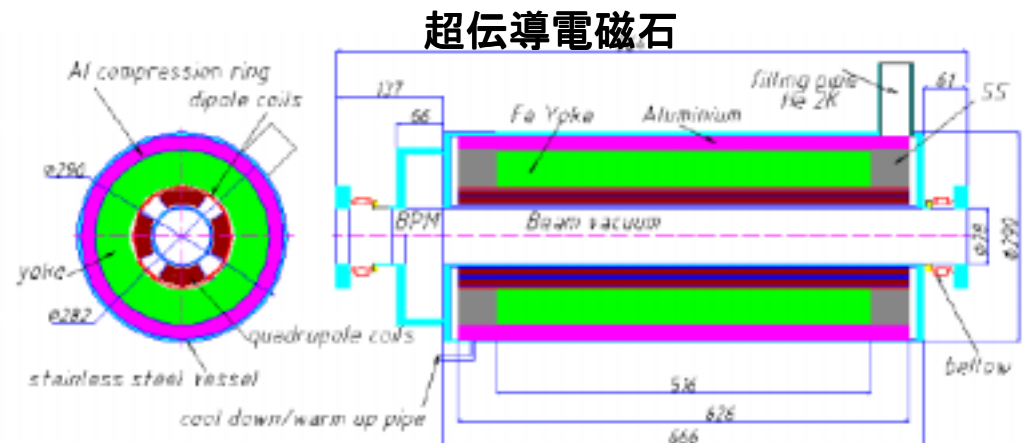 超伝導電磁石
Al compression ring
dipole coils
137
66
Fe Yoke
Aluminium
filling pipe
He 2K
61
SS
ø290
BPM
Beam vacuum
ø78
ø290
yoke
ø282
quadrupole coils
stainless steel vessel
cool down/warm up pipe
bellow
536
626
666